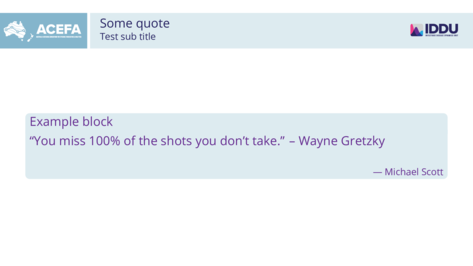 ACEFA
Some quote
Test sub title
IDDU
Example block
“You miss 100% of the shots you don’t take.” – Wayne Gretzky
— Michael Scott